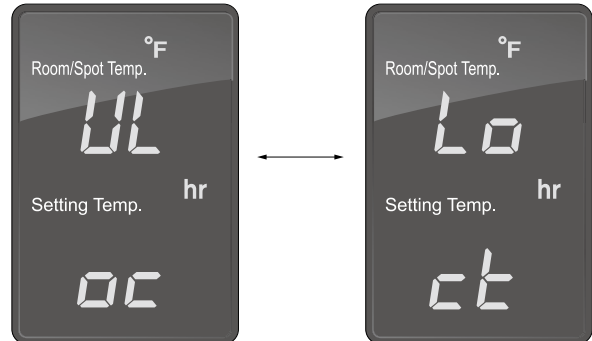 °F
Room/Spot Temp.
UL
hr
Setting Temp.
oc
°F
Room/Spot Temp.
Lo
hr
Setting Temp.
ct